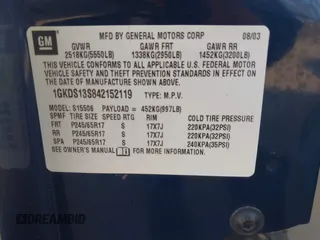 GM
MFD BY GENERAL MOTORS CORP 08/03
GVWR GAWR FRT GAWR RR
2518KG(5550LB) 1338KG(2950LB) 1452KG(3200LB)
THIS VEHICLE CONFORMS TO ALL APPLICABLE U.S. FEDERAL MOTOR
VEHICLE SAFETY AND THEFT PREVENTION STANDARDS IN EFFECT ON
THE DATE OF MANUFACTURE SHOWN ABOVE.
1GKDS13S842152119 TYPE: M.P.V.
MODEL: S15506 PAYLOAD = 452KG(997LB)
SPMF TIRE SIZE SPEED RTG RIM COLD TIRE PRESSURE
FRT P245/65R17 S 17X7J 220KPA(32PSI)
RR P245/65R17 S 17X7J 220KPA(32PSI)
SPA P245/65R17 S 17X7J 240KPA(35PSI)
SEE OWNER'S MANUAL FOR MORE INFORMATION.
DREAMBID